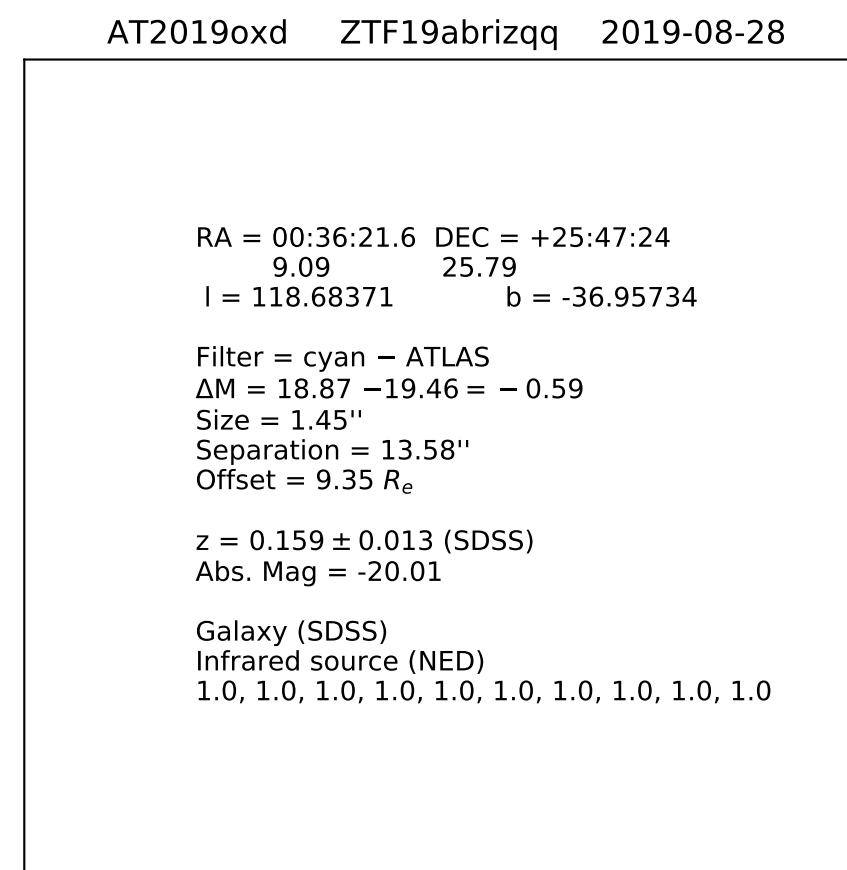 AT2019oxd ZTF19abrizqq 2019-08-28
RA = 00:36:21.6 DEC = +25:47:24
9.09 25.79
l = 118.68371 b = -36.95734
Filter = cyan − ATLAS
ΔM = 18.87 −19.46 = − 0.59
Size = 1.45''
Separation = 13.58''
Offset = 9.35 Rₑ
z = 0.159 ± 0.013 (SDSS)
Abs. Mag = -20.01
Galaxy (SDSS)
Infrared source (NED)
1.0, 1.0, 1.0, 1.0, 1.0, 1.0, 1.0, 1.0, 1.0, 1.0